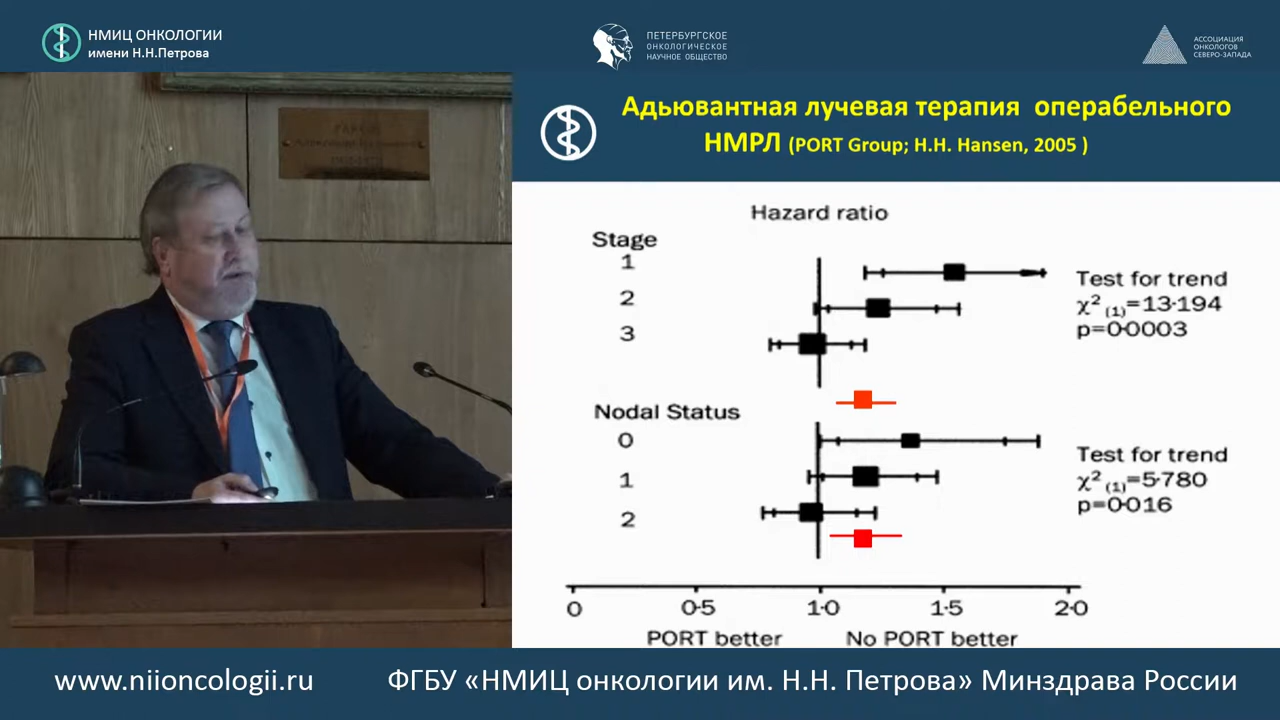 НМИЦ ОНКОЛОГИИ
имени Н.Н.Петрова
ПЕТЕРБУРГСКОЕ
ОНКОЛОГИЧЕСКОЕ
НАУЧНОЕ ОБЩЕСТВО
АССОЦИАЦИЯ
ОНКОЛОГОВ
СЕВЕРО-ЗАПАДА
Адьювантная лучевая терапия операбельного
НМРЛ (PORT Group; H.H. Hansen, 2005 )
Hazard ratio
Stage
1
2
3
Test for trend
χ² (1)=13·194
p=0·0003
Nodal Status
0
1
2
Test for trend
χ² (1)=5·780
p=0·016
0 0·5 1·0 1·5 2·0
PORT better No PORT better
www.niioncologii.ru ФГБУ «НМИЦ онкологии им. Н.Н. Петрова» Минздрава России